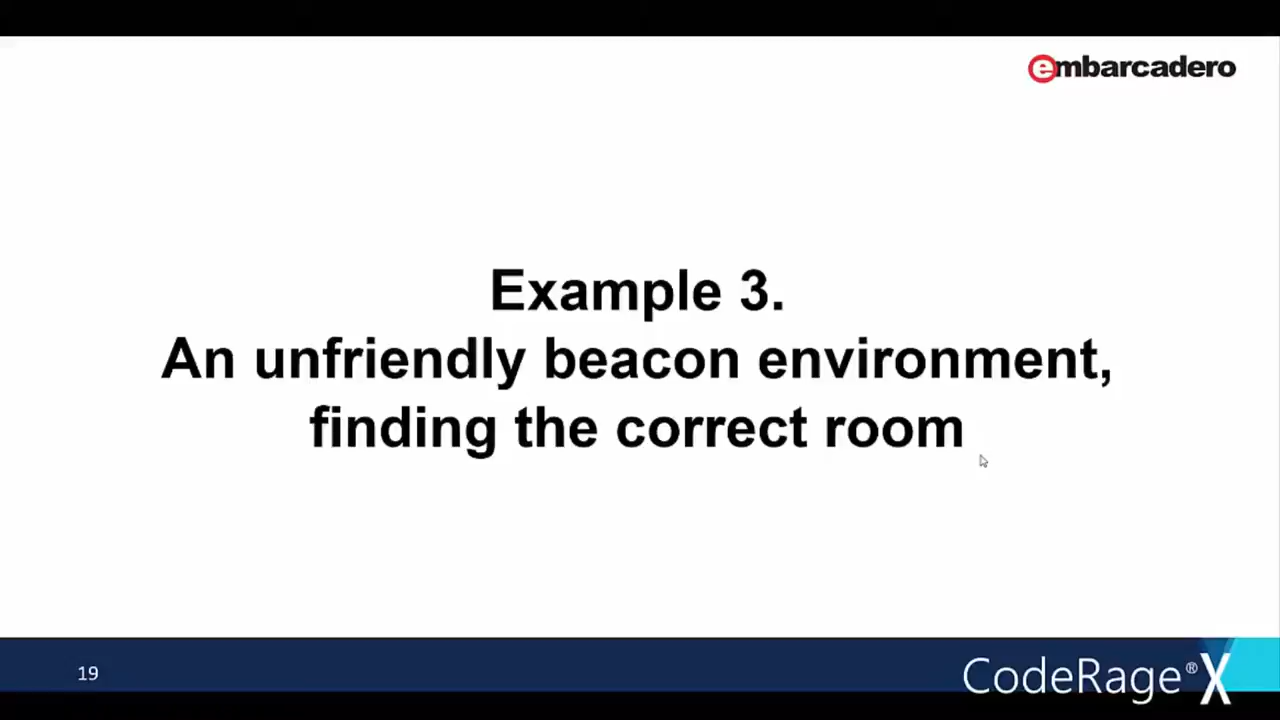 embarcadero
Example 3.
An unfriendly beacon environment,
finding the correct room
19
CodeRage® X